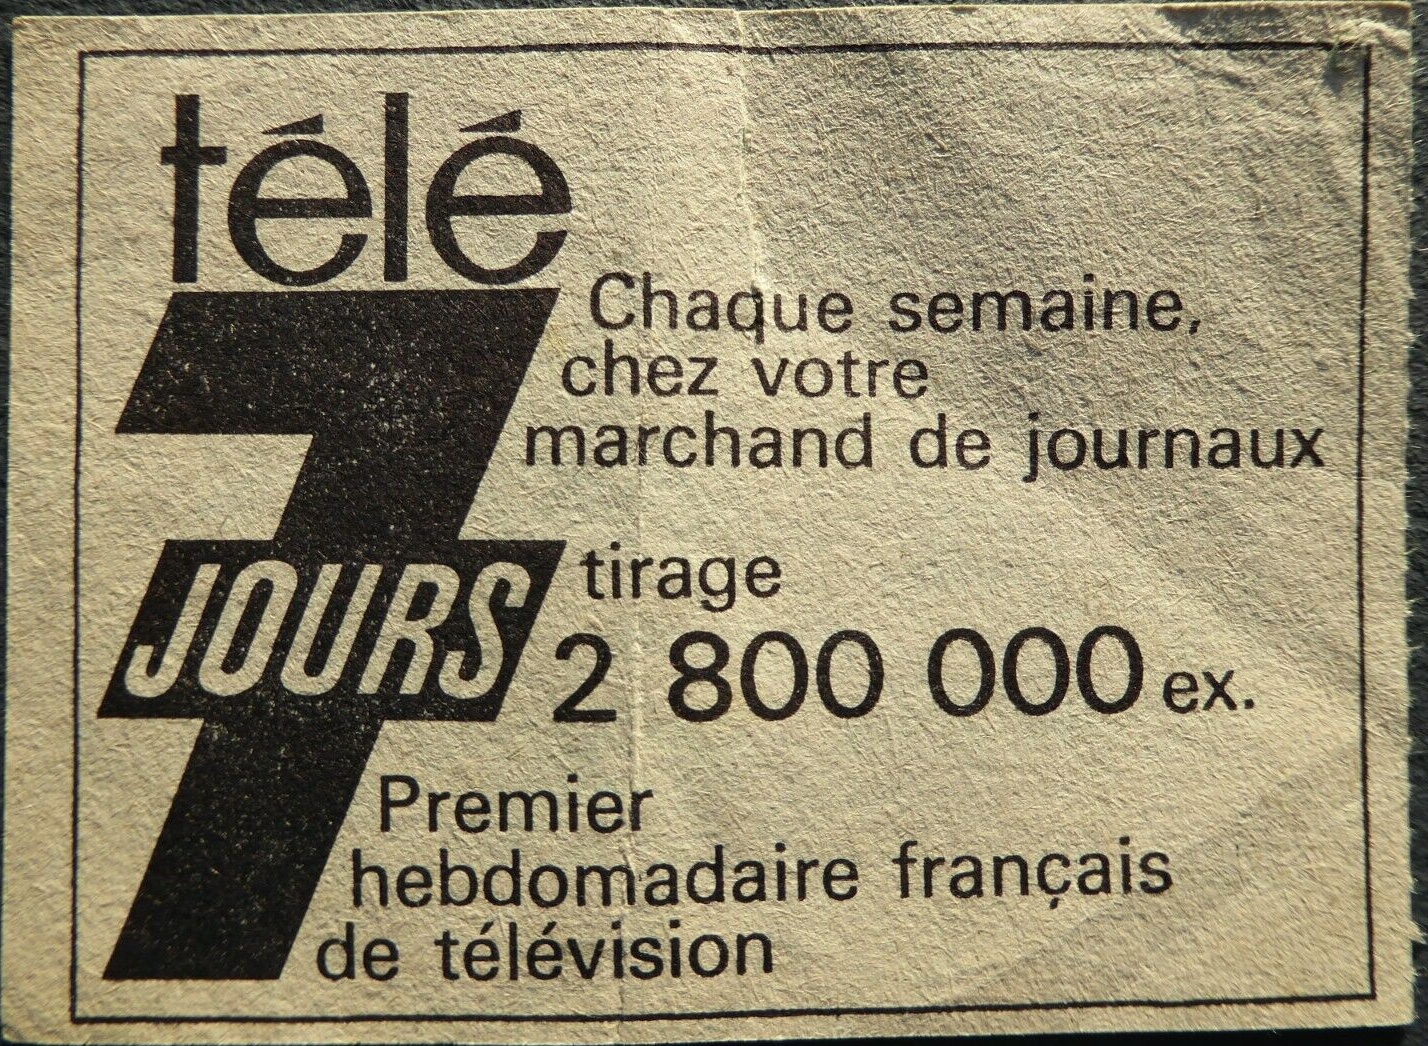 télé
7
JOURS
Chaque semaine,
chez votre
marchand de journaux
tirage
2 800 000 ex.
Premier
hebdomadaire français
de télévision